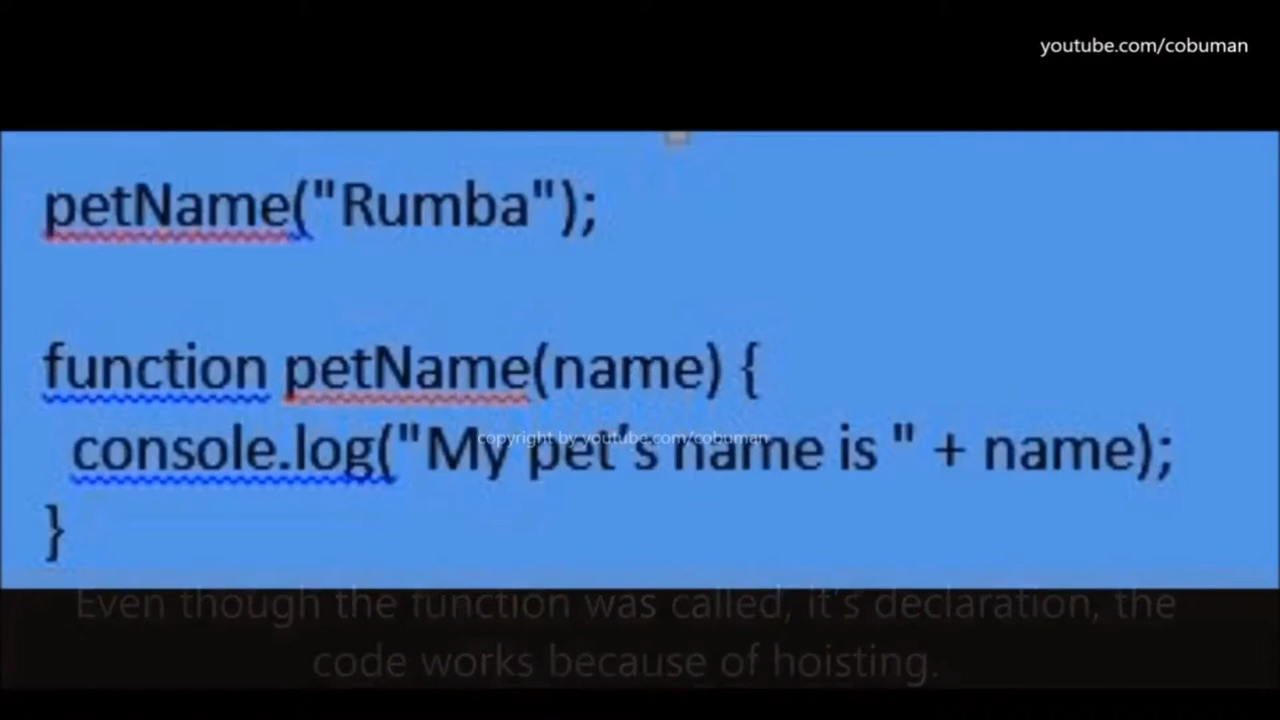 youtube.com/cobuman
petName("Rumba");
function petName(name) {
console.log("My pet's name is " + name);
copyright by youtube.com/cobuman
}
Even though the function was called, it's declaration, the
code works because of hoisting.